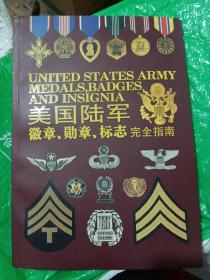 UNITED STATES ARMY
MEDALS,BADGES
AND INSIGNIA
美国陆军
徽章、勋章、标志 完全指南